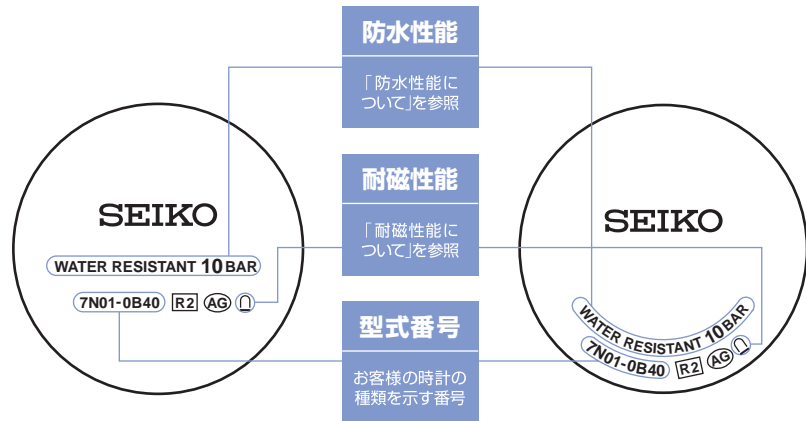 防水性能
「防水性能に
ついて」を参照
耐磁性能
「耐磁性能に
ついて」を参照
型式番号
お客様の時計の
種類を示す番号
SEIKO
WATER RESISTANT 10 BAR
7N01-0B40 R2 AG
SEIKO
WATER RESISTANT 10 BAR
7N01-0B40 R2 AG